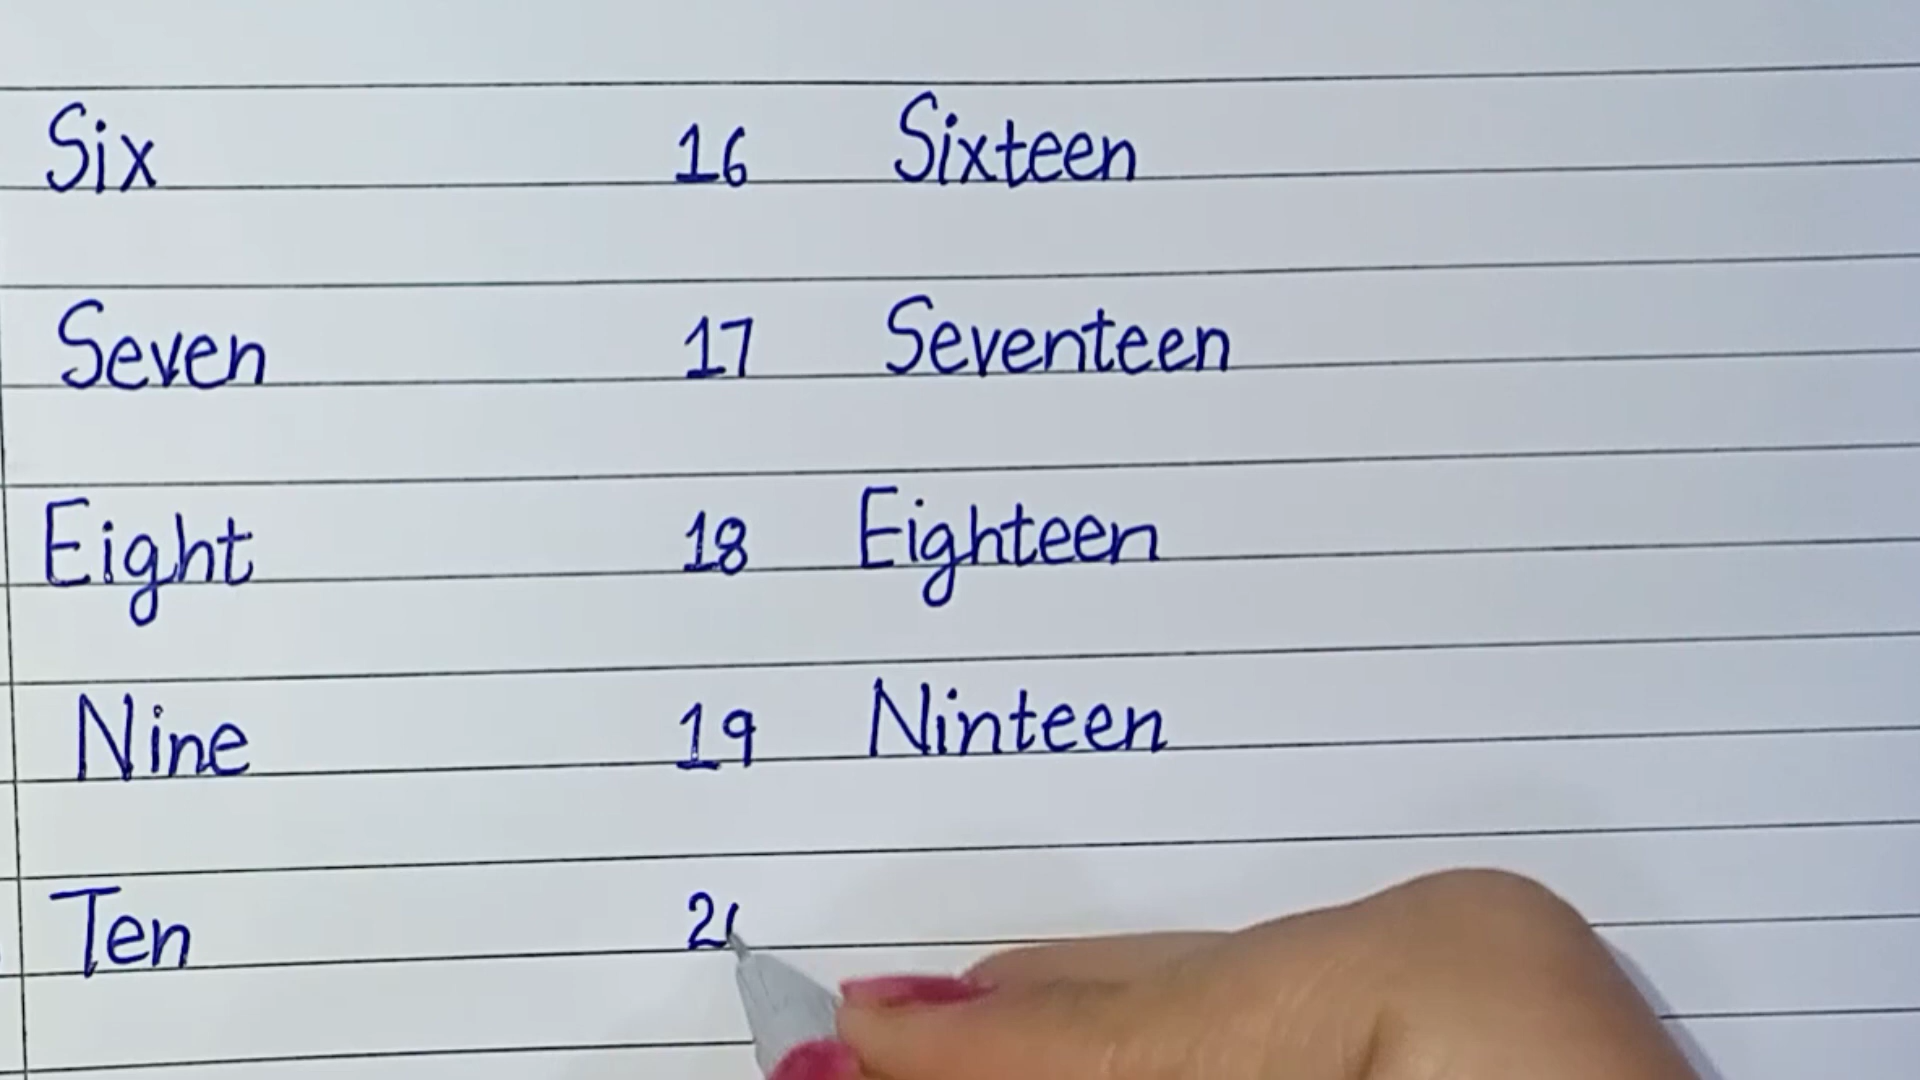 Six 16 Sixteen
Seven 17 Seventeen
Eight 18 Eighteen
Nine 19 Ninteen
Ten